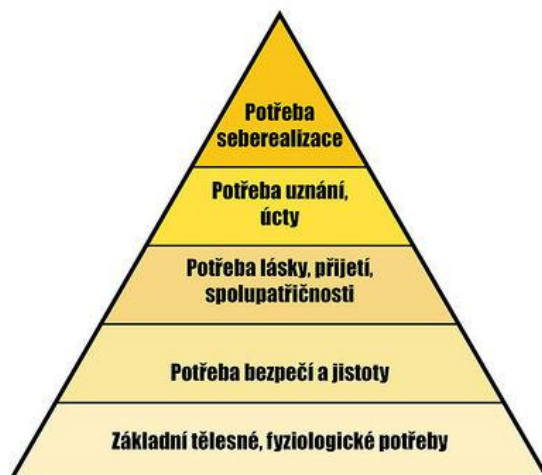 Potřeba
seberealizace
Potřeba uznání,
úcty
Potřeba lásky, přijetí,
spolupatřičnosti
Potřeba bezpečí a jistoty
Základní tělesné, fyziologické potřeby